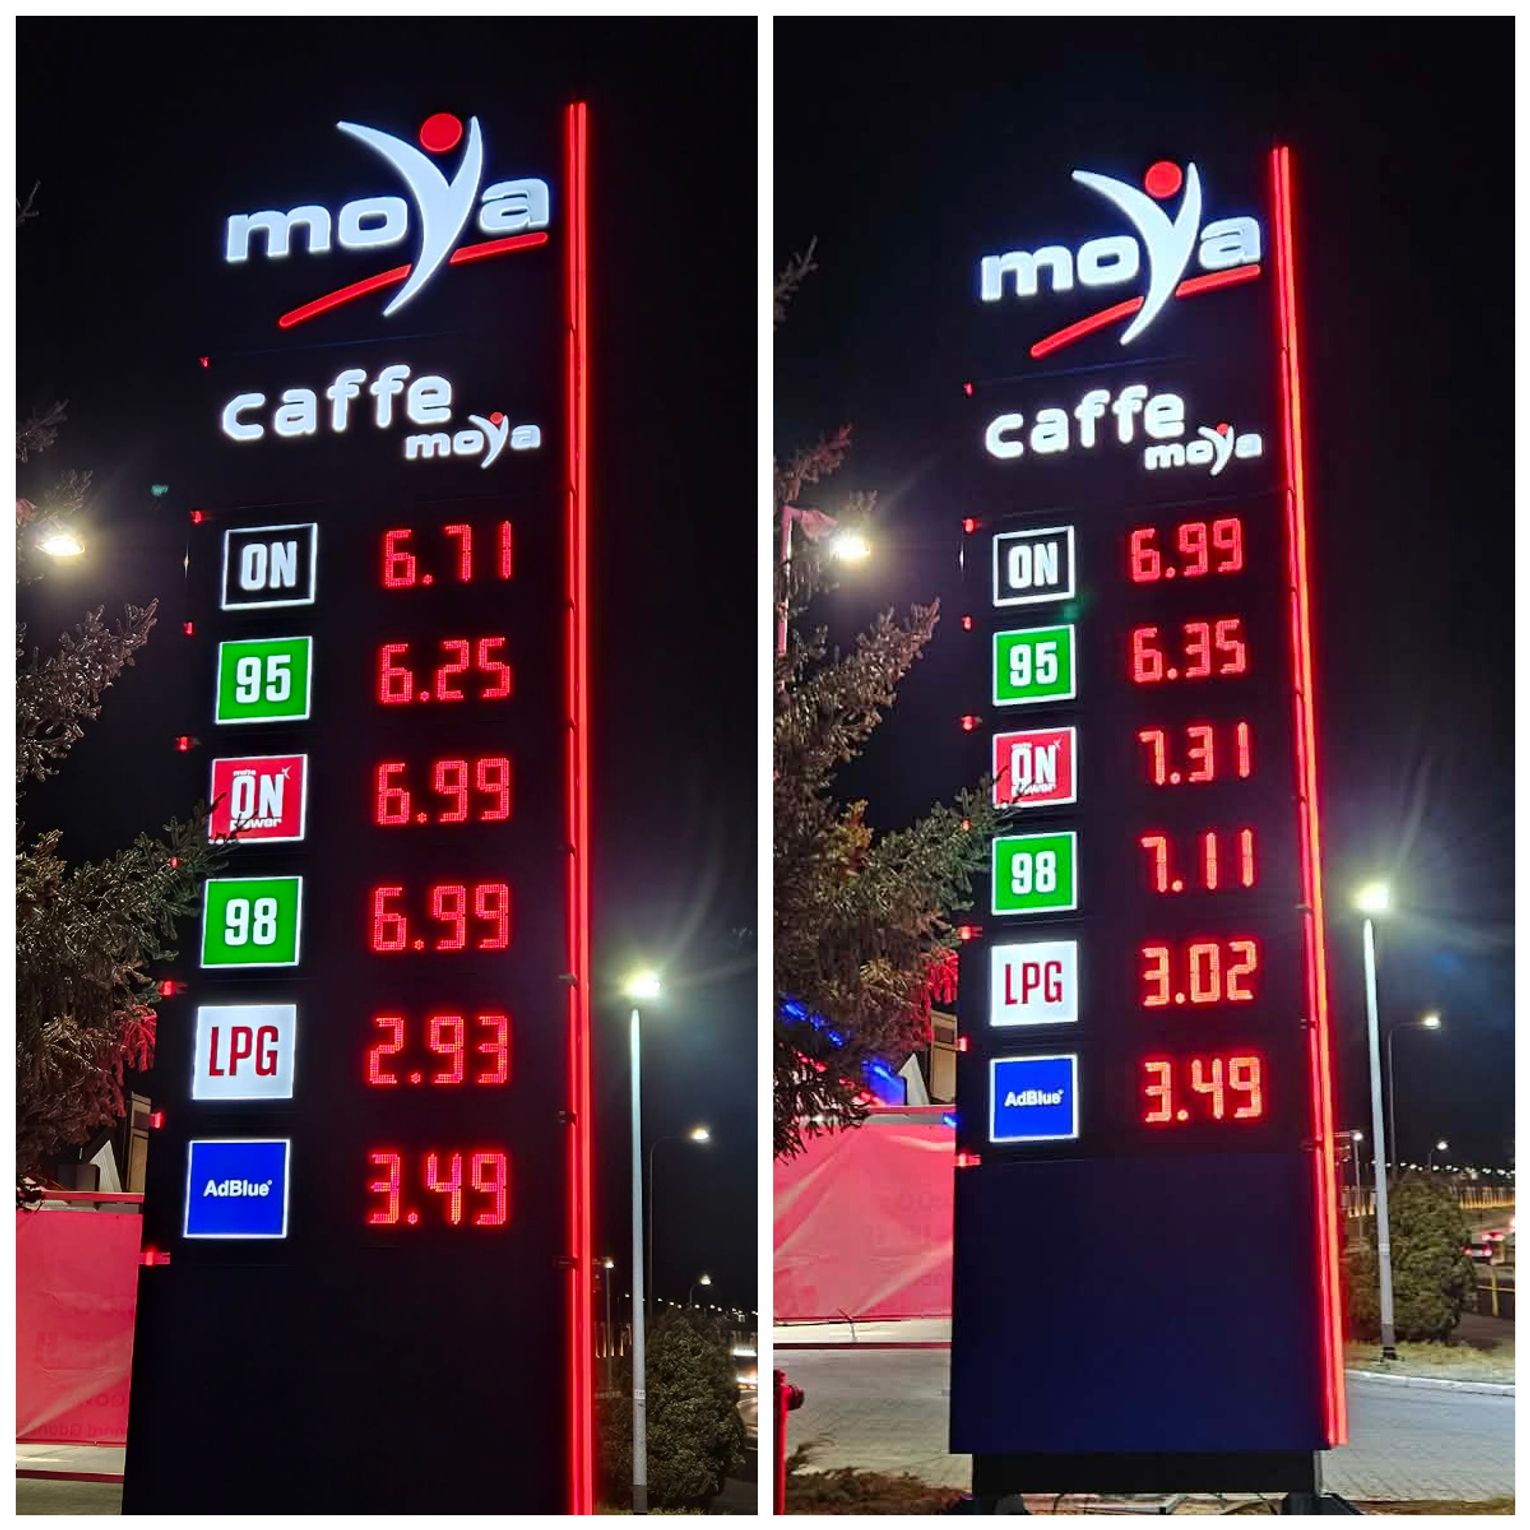 moya
caffe
moya
ON 6.71
95 6.25
ON 6.99
power
98 6.99
LPG 2.93
AdBlue® 3.49
moya
caffe
moya
ON 6.99
95 6.35
ON 7.31
power
98 7.11
LPG 3.02
AdBlue® 3.49